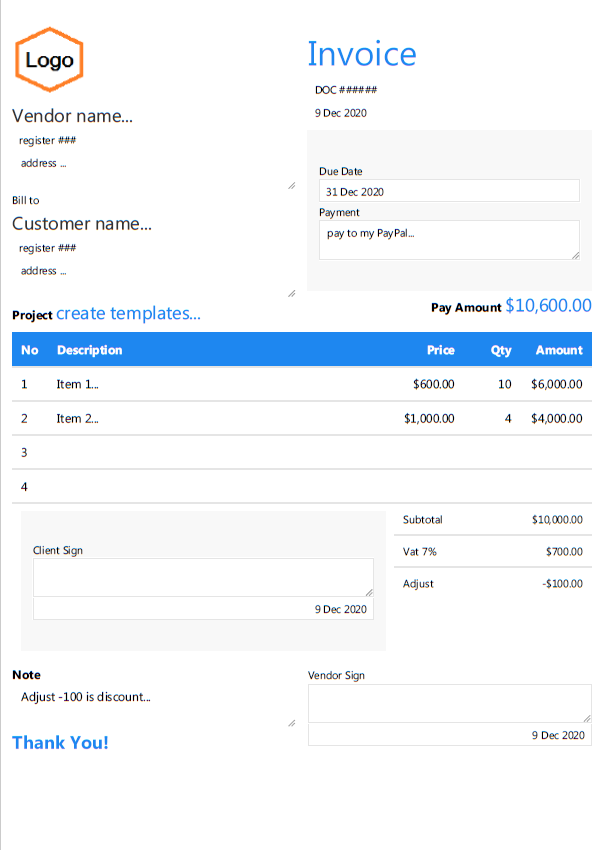 Logo
Invoice
DOC ######
9 Dec 2020
Vendor name...
register ###
address ...
Due Date
31 Dec 2020
Payment
pay to my PayPal...
Bill to
Customer name...
register ###
address ...
Project create templates...
Pay Amount $10,600.00
No Description Price Qty Amount
1 Item 1... $600.00 10 $6,000.00
2 Item 2... $1,000.00 4 $4,000.00
3
4
Subtotal $10,000.00
Vat 7% $700.00
Adjust -$100.00
Client Sign
9 Dec 2020
Note
Adjust -100 is discount...
Thank You!
Vendor Sign
9 Dec 2020